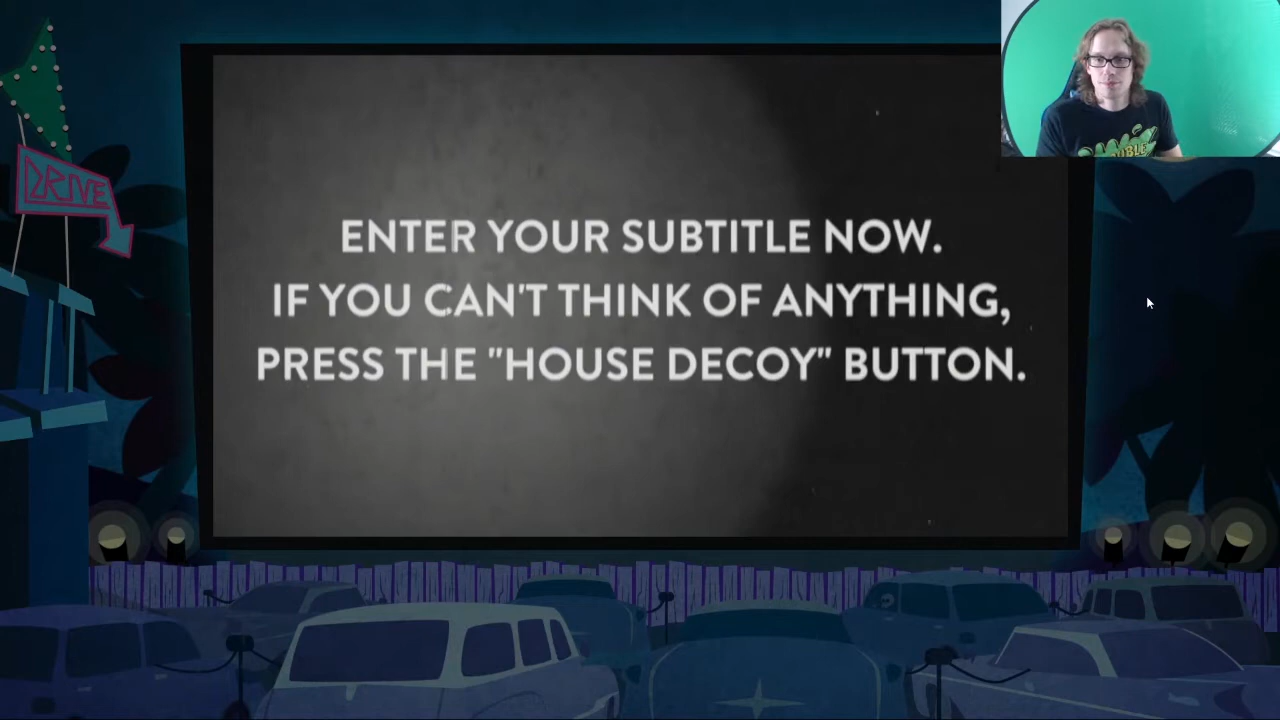 DRIVE
ENTER YOUR SUBTITLE NOW.
IF YOU CAN'T THINK OF ANYTHING,
PRESS THE "HOUSE DECOY" BUTTON.